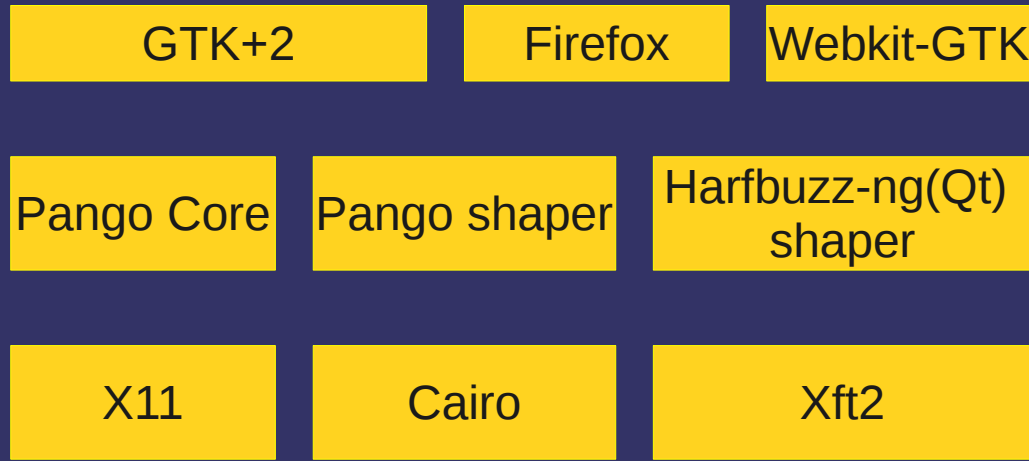 GTK+2
Firefox
Webkit-GTK
Pango Core
Pango shaper
Harfbuzz-ng(Qt)
shaper
X11
Cairo
Xft2